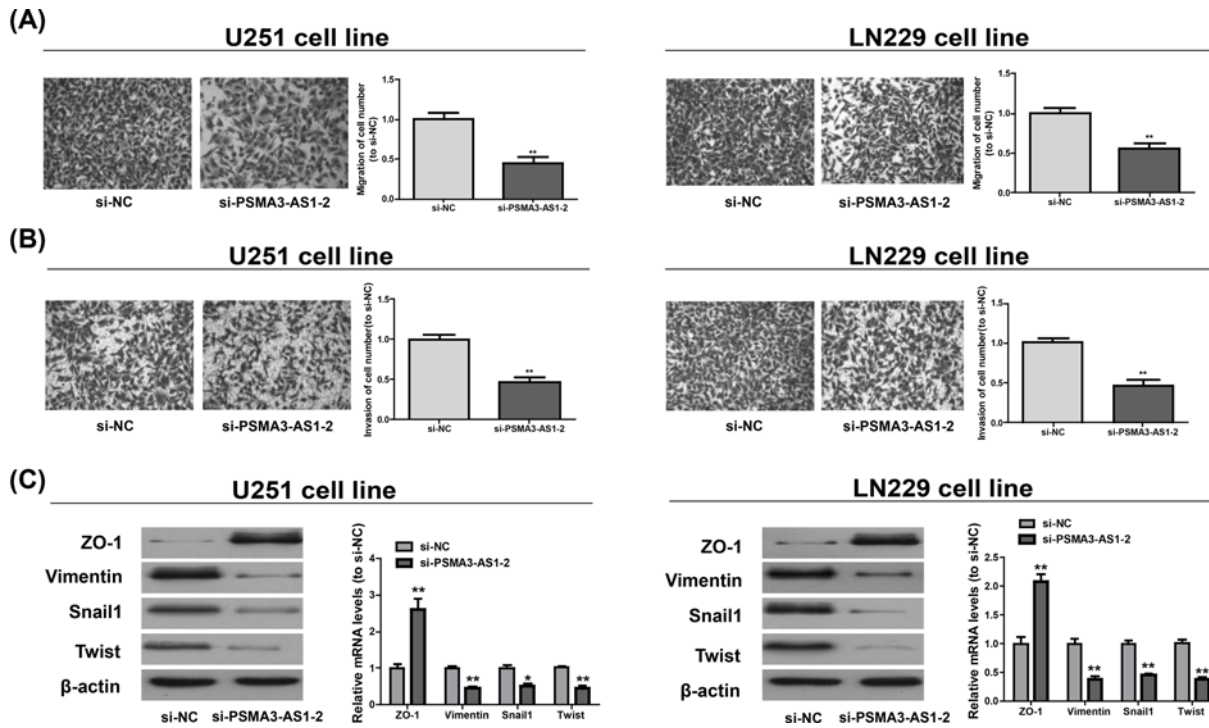 (A)
U251 cell line
LN229 cell line
Migration of cell number
(to si-NC)
1.5
1.0
0.5
0.0
**
si-NC
si-PSMA3-AS1-2
si-NC
si-PSMA3-AS1-2
Migration of cell number
(to si-NC)
1.5
1.0
0.5
0.0
**
si-NC
si-PSMA3-AS1-2
si-NC
si-PSMA3-AS1-2
(B)
U251 cell line
LN229 cell line
Invasion of cell number(to si-NC)
1.5
1.0
0.5
0.0
**
si-NC
si-PSMA3-AS1-2
si-NC
si-PSMA3-AS1-2
Invasion of cell number(to si-NC)
1.5
1.0
0.5
0.0
**
si-NC
si-PSMA3-AS1-2
si-NC
si-PSMA3-AS1-2
(C)
U251 cell line
LN229 cell line
ZO-1
Vimentin
Snail1
Twist
β-actin
si-NC
si-PSMA3-AS1-2
Relative mRNA levels (to si-NC)
4
3
2
1
0
si-NC
si-PSMA3-AS1-2
**
**
*
**
ZO-1
Vimentin
Snail1
Twist
ZO-1
Vimentin
Snail1
Twist
β-actin
si-NC
si-PSMA3-AS1-2
Relative mRNA levels (to si-NC)
2.5
2.0
1.5
1.0
0.5
0.0
si-NC
si-PSMA3-AS1-2
**
**
**
**
ZO-1
Vimentin
Snail1
Twist